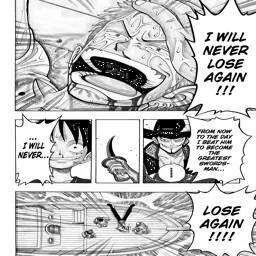 I WILL
NEVER
LOSE
AGAIN
!!!
FROM NOW
TO THE DAY
I BEAT HIM
TO BECOME
THE
GREATEST
SWORDS-
MAN...
...
I WILL
NEVER...
LOSE
AGAIN
!!!!